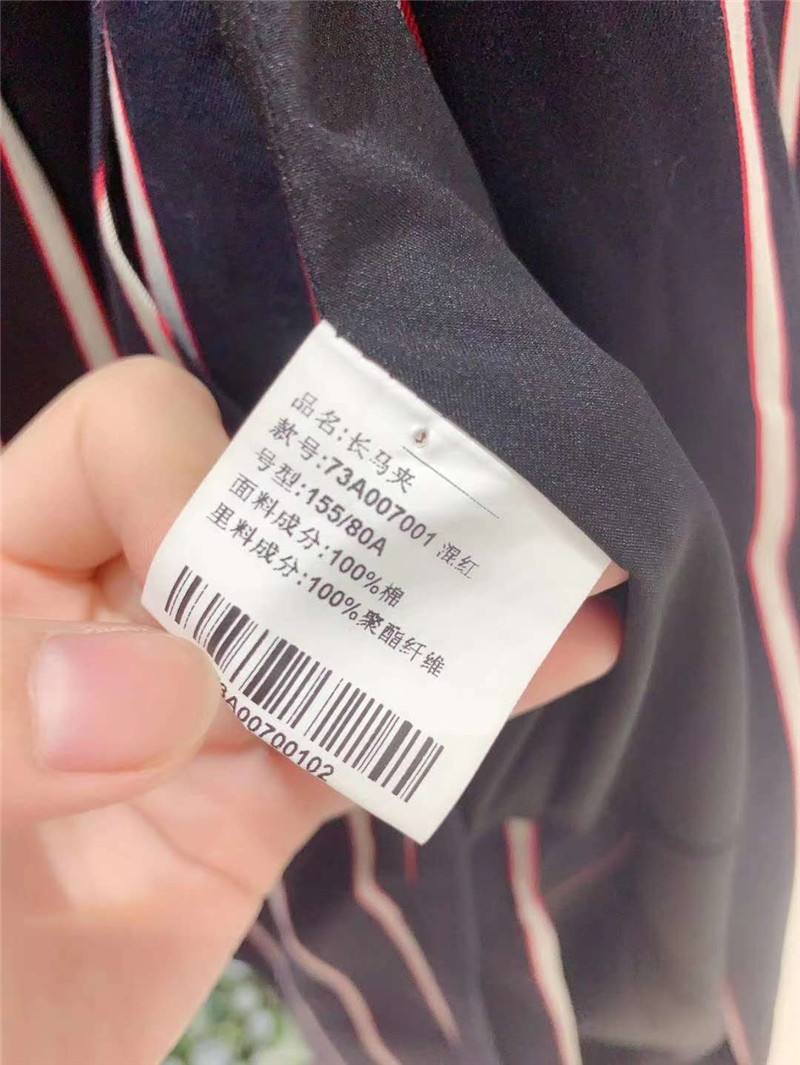 品名:长马夹
款号:73A007001 混红
号型:155/80A
面料成分:100%棉
里料成分:100%聚酯纤维
3A00700102